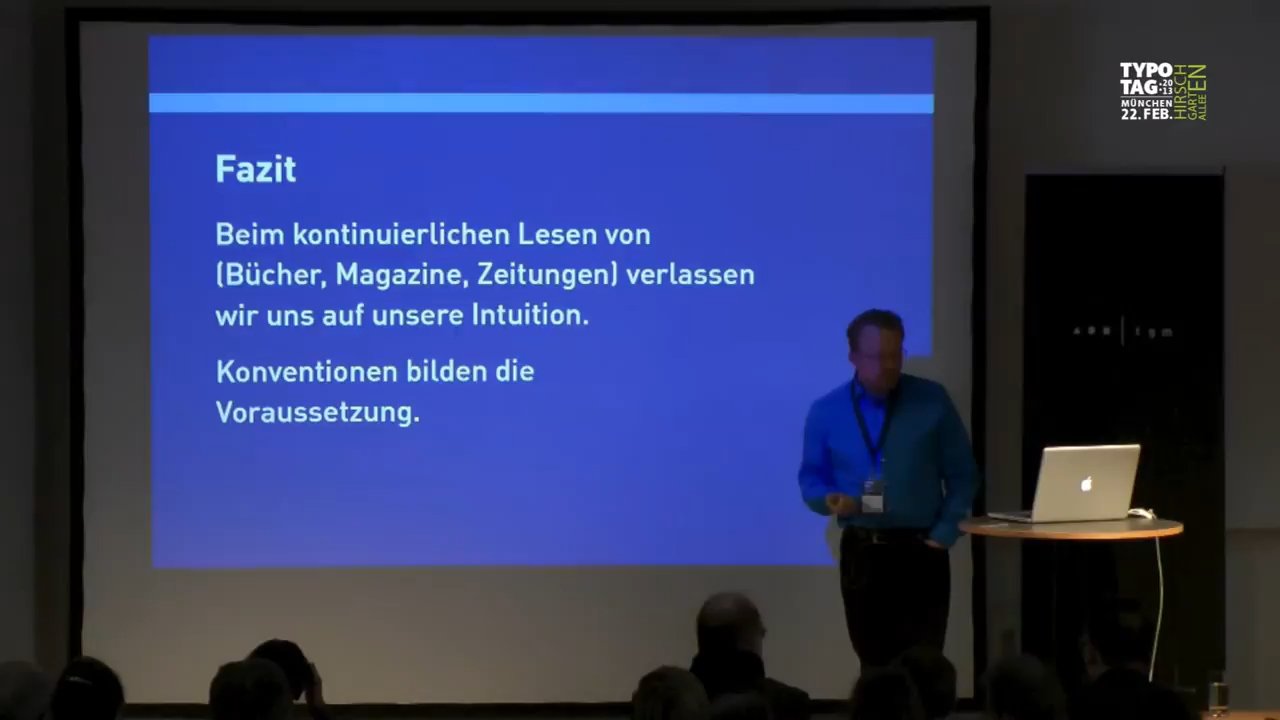 Fazit
Beim kontinuierlichen Lesen von
(Bücher, Magazine, Zeitungen) verlassen
wir uns auf unsere Intuition.
Konventionen bilden die
Voraussetzung.
TYPO
TAG:20
:13
MÜNCHEN
22. FEB.
HIRSCH
GARTEN
ALLEE